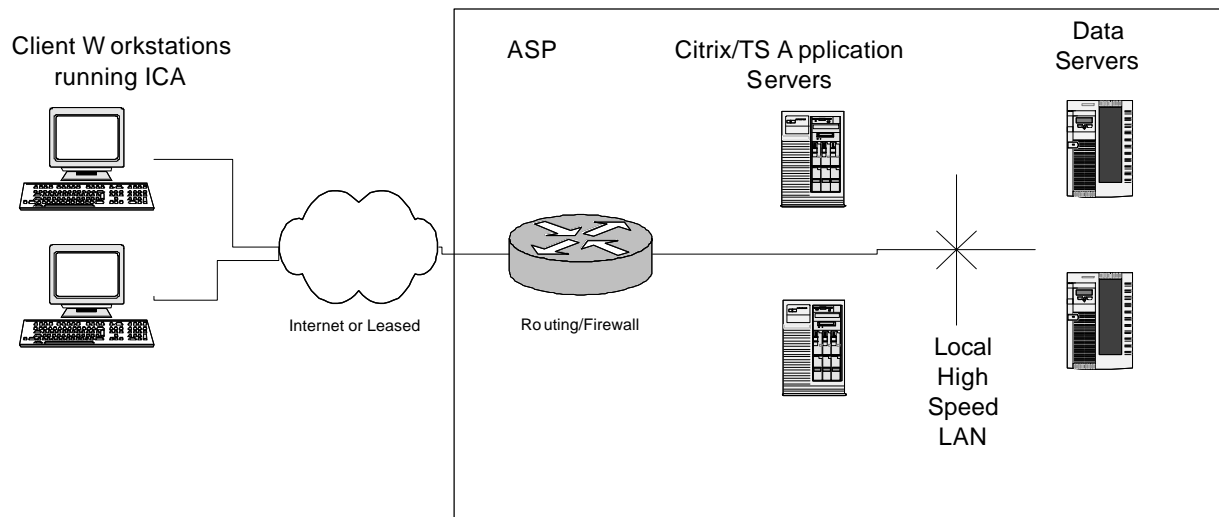 Client W orkstations
running ICA
ASP
Citrix/TS A pplication
Servers
Data
Servers
Internet or Leased
Ro uting/Firewall
Local
High
Speed
LAN